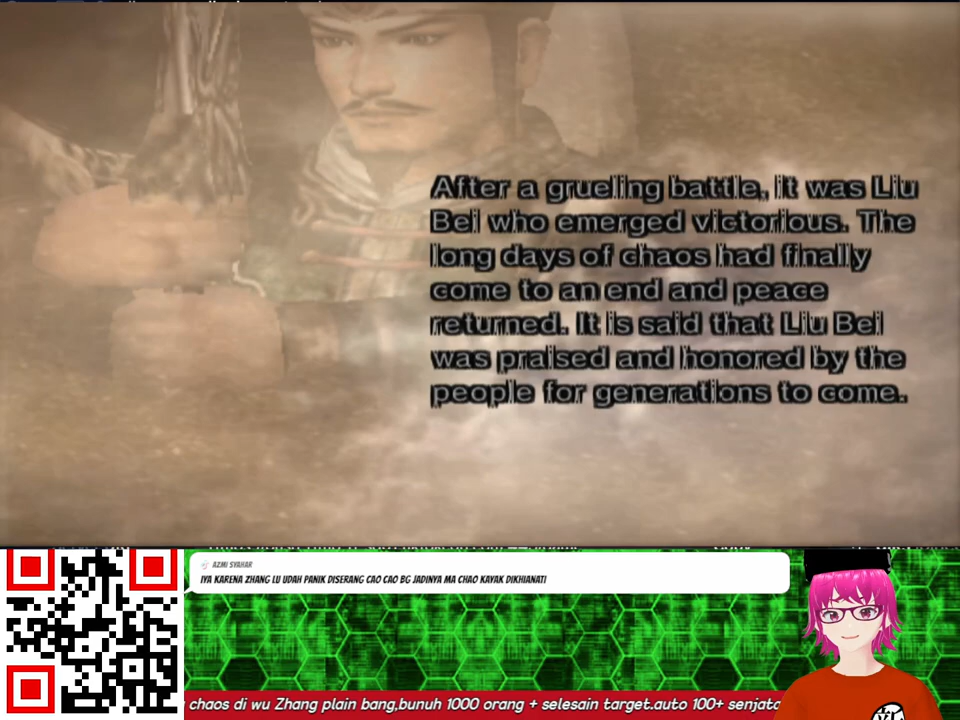 After a grueling battle, it was Liu
Bei who emerged victorious. The
long days of chaos had finally
come to an end and peace
returned. It is said that Liu Bei
was praised and honored by the
people for generations to come.
AZMI SYAHAR
IYA KARENA ZHANG LU UDAH PANIK DISERANG CAO CAO BG JADINYA MA CHAO KAYAK DIKHIANATI
chaos di wu Zhang plain bang,bunuh 1000 orang + selesain target.auto 100+ senjata